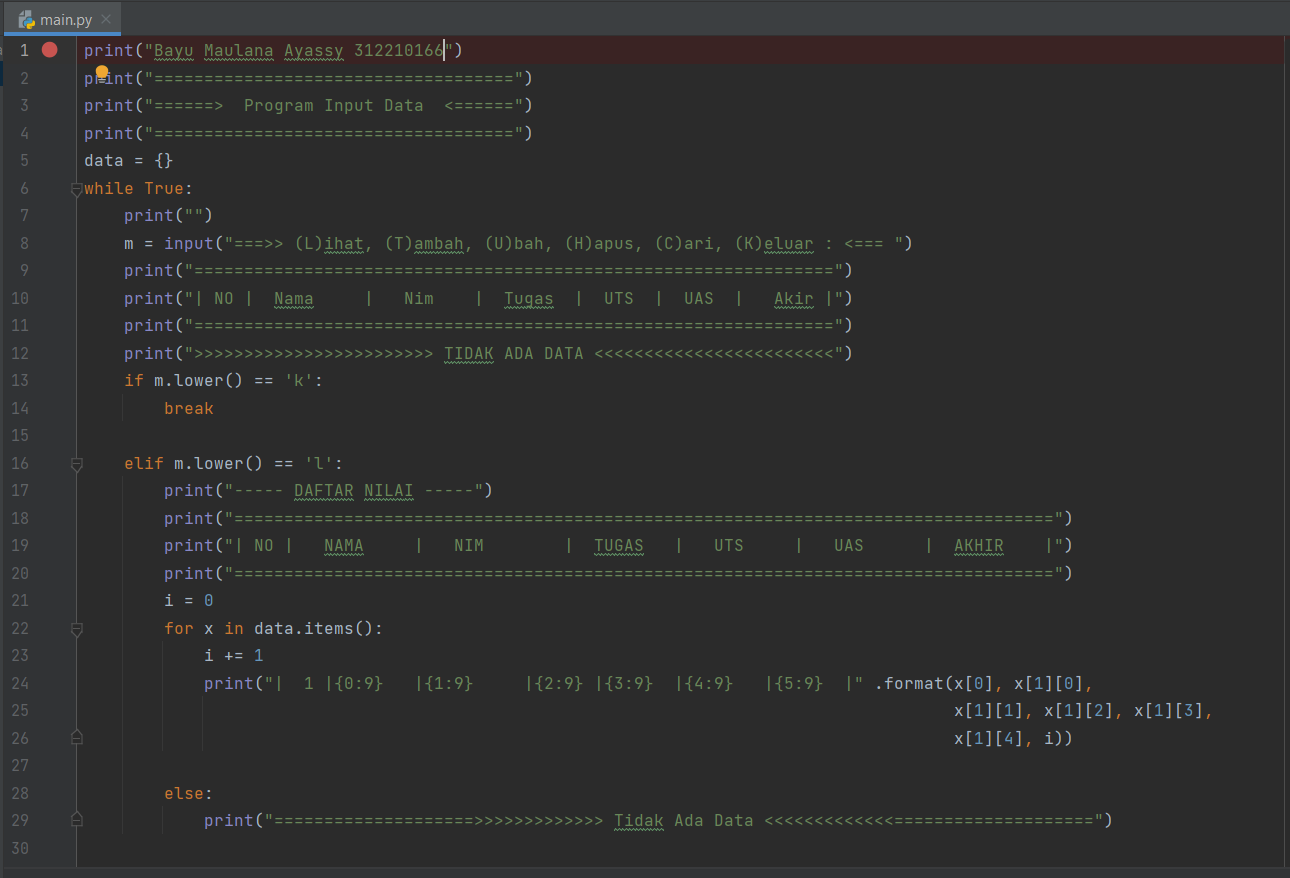 main.py
1 print("Bayu Maulana Ayassy 312210166")
2 print("====================================")
3 print("======>  Program Input Data  <======")
4 print("====================================")
5 data = {}
6 while True:
7     print("")
8     m = input("===>> (L)ihat, (T)ambah, (U)bah, (H)apus, (C)ari, (K)eluar : <=== ")
9     print("================================================================")
10     print("| NO |  Nama     |   Nim    |  Tugas  |  UTS  |  UAS  |   Akir |")
11     print("================================================================")
12     print(">>>>>>>>>>>>>>>>>>>>>>>> TIDAK ADA DATA <<<<<<<<<<<<<<<<<<<<<<<<")
13     if m.lower() == 'k':
14         break
15
16     elif m.lower() == 'l':
17         print("----- DAFTAR NILAI -----")
18         print("==================================================================================")
19         print("| NO |   NAMA     |   NIM        |  TUGAS   |   UTS     |   UAS      |  AKHIR    |")
20         print("==================================================================================")
21         i = 0
22         for x in data.items():
23             i += 1
24             print("|  1 |{0:9}   |{1:9}     |{2:9} |{3:9}  |{4:9}   |{5:9}  |" .format(x[0], x[1][0],
25                                                                                        x[1][1], x[1][2], x[1][3],
26                                                                                        x[1][4], i))
27
28         else:
29             print("====================>>>>>>>>>>>>> Tidak Ada Data <<<<<<<<<<<<<====================")
30